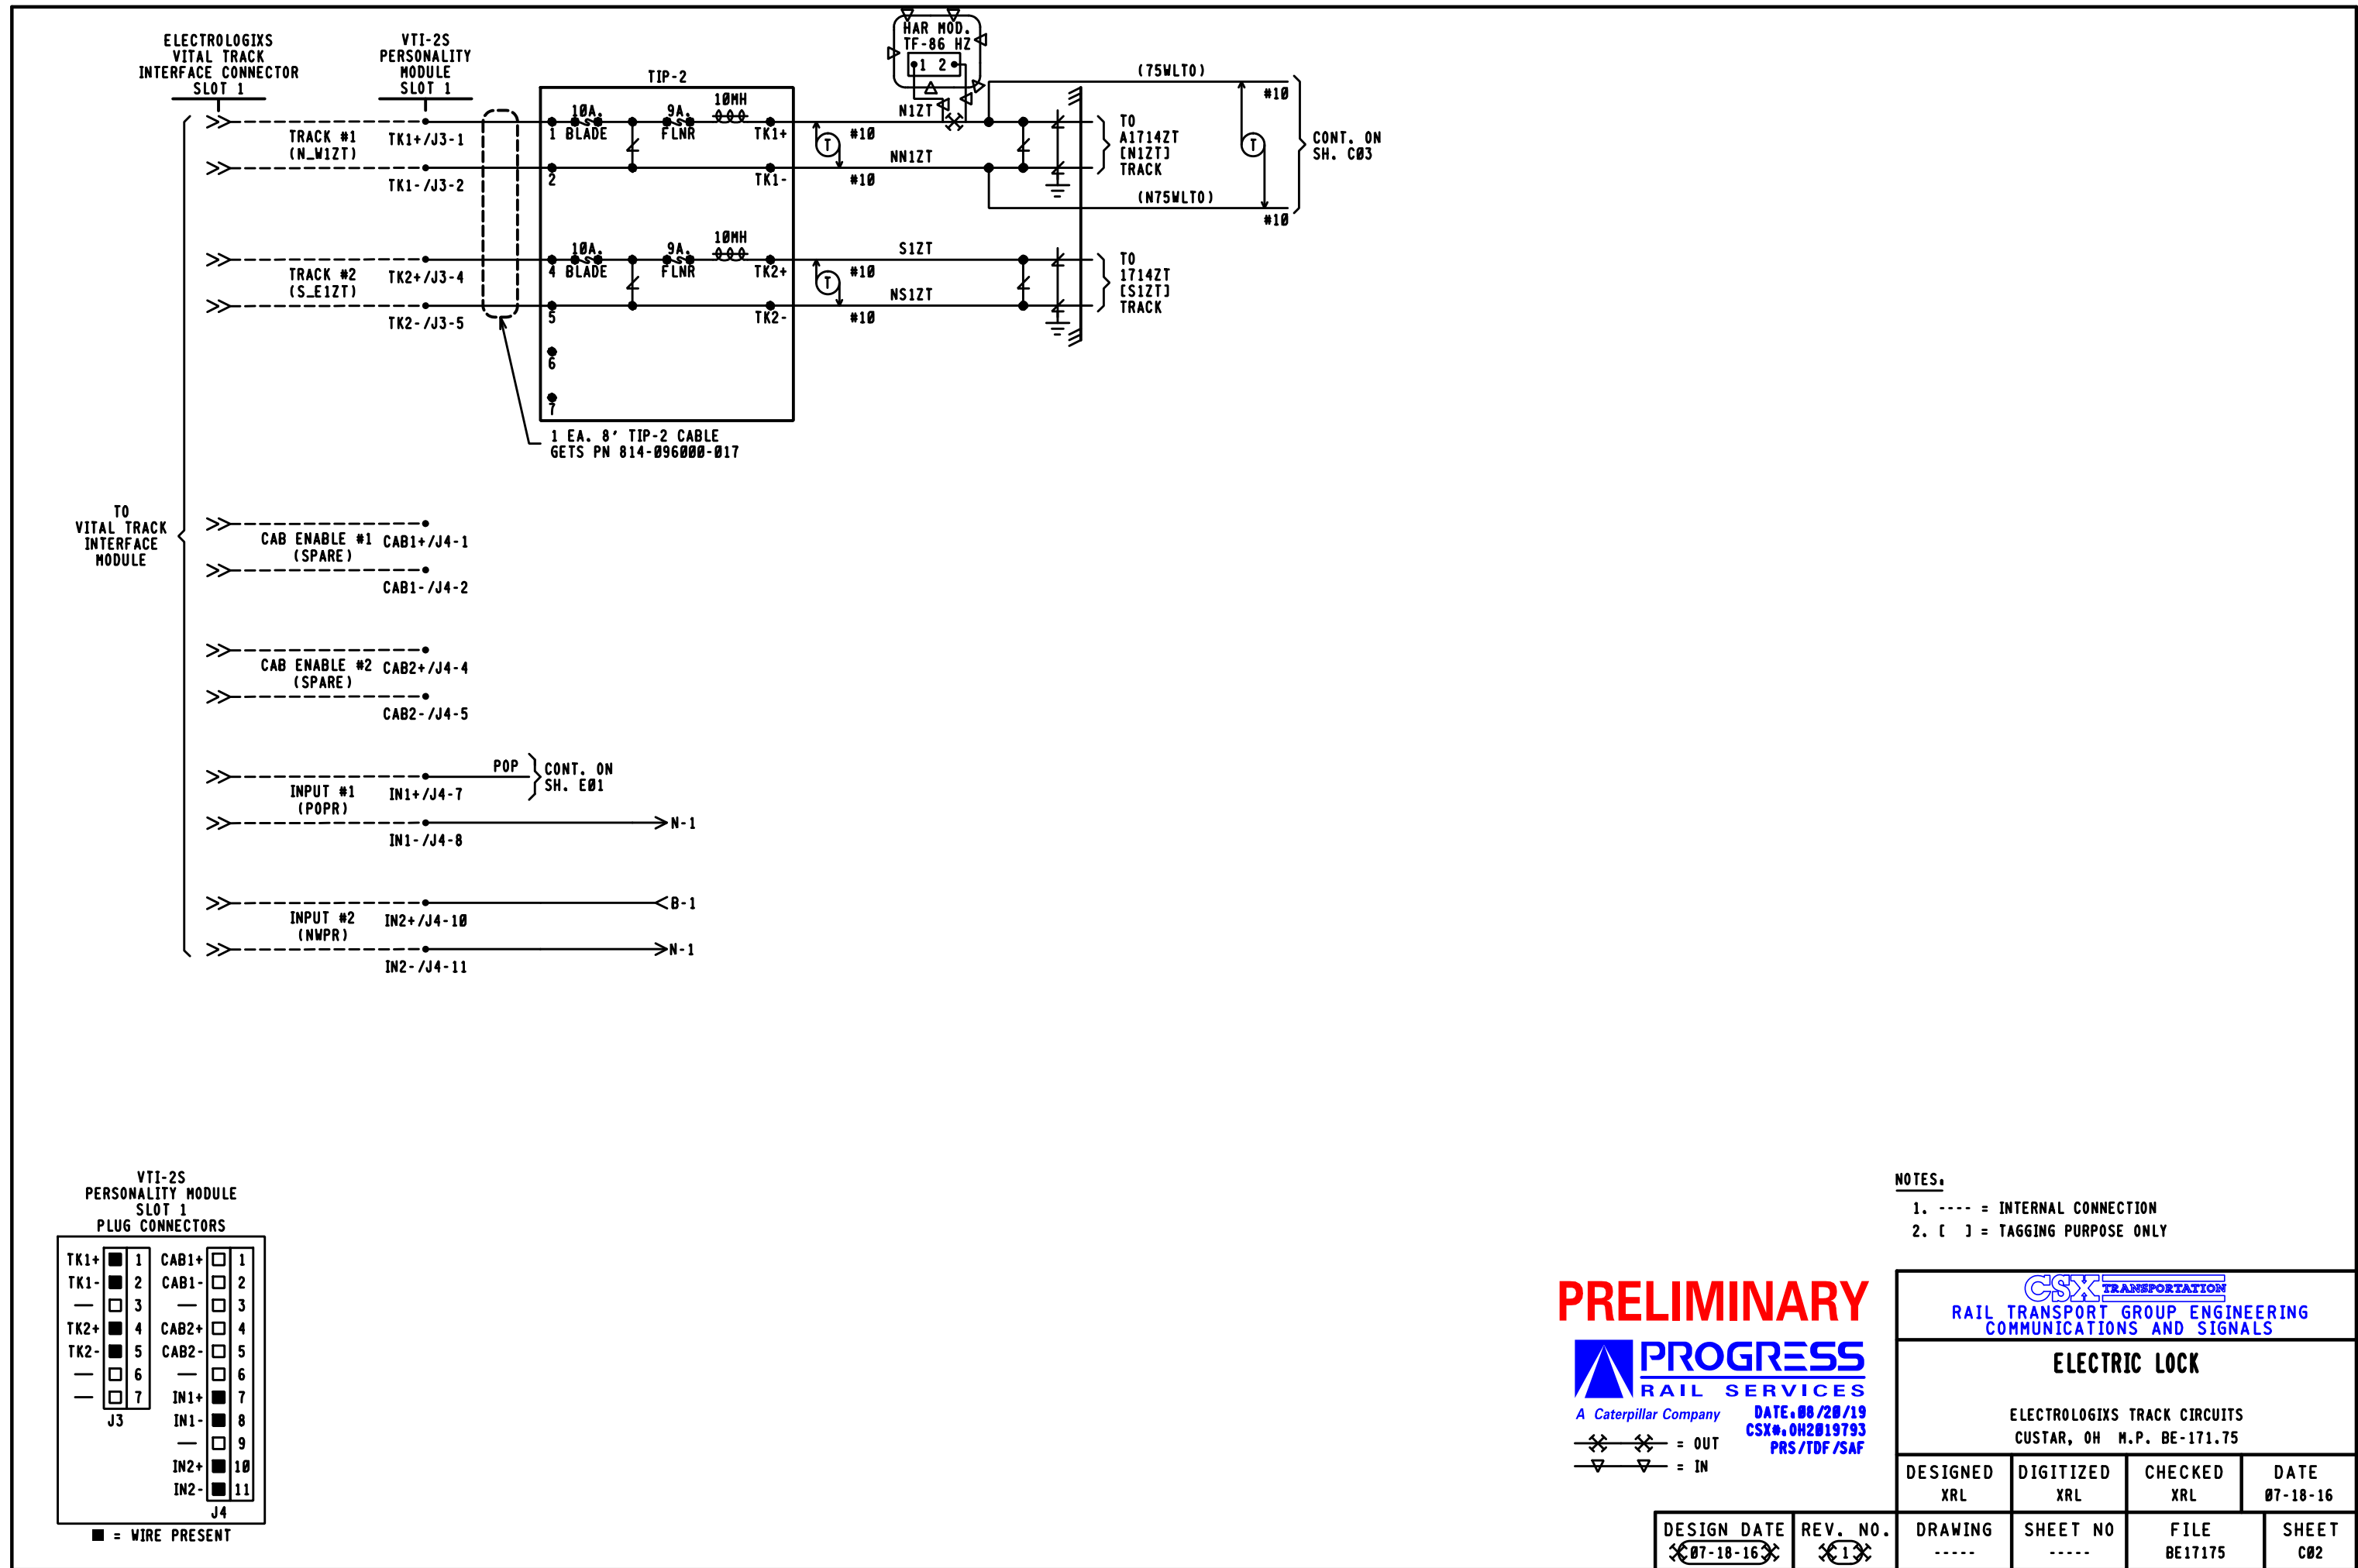 ELECTROLOGIXS
VITAL TRACK
INTERFACE CONNECTOR
SLOT 1
VTI-2S
PERSONALITY
MODULE
SLOT 1
TIP-2
HAR MOD.
TF-86 HZ
1 2
(75WLTO)
#10
N1ZT
10A.
BLADE
9A.
FLNR
10MH
1
TK1+
#10
TRACK #1
(N_W1ZT)
TK1+/J3-1
T
TO
A1714ZT
[N1ZT]
TRACK
T
CONT. ON
SH. C03
NN1ZT
2
TK1-
#10
TK1-/J3-2
(N75WLTO)
#10
S1ZT
10A.
BLADE
9A.
FLNR
10MH
4
TK2+
#10
TRACK #2
(S_E1ZT)
TK2+/J3-4
T
TO
1714ZT
[S1ZT]
TRACK
NS1ZT
5
TK2-
#10
TK2-/J3-5
6
7
1 EA. 8' TIP-2 CABLE
GETS PN 814-096000-017
TO
VITAL TRACK
INTERFACE
MODULE
CAB ENABLE #1
(SPARE)
CAB1+/J4-1
CAB1-/J4-2
CAB ENABLE #2
(SPARE)
CAB2+/J4-4
CAB2-/J4-5
POP
CONT. ON
SH. E01
INPUT #1
(POPR)
IN1+/J4-7
N-1
IN1-/J4-8
B-1
INPUT #2
(NWPR)
IN2+/J4-10
N-1
IN2-/J4-11
VTI-2S
PERSONALITY MODULE
SLOT 1
PLUG CONNECTORS
TK1+ 1 CAB1+ 1
TK1- 2 CAB1- 2
— 3 — 3
TK2+ 4 CAB2+ 4
TK2- 5 CAB2- 5
— 6 — 6
— 7 IN1+ 7
J3 IN1- 8
— 9
IN2+ 10
IN2- 11
J4
■ = WIRE PRESENT
NOTES:
1. ---- = INTERNAL CONNECTION
2. [ ] = TAGGING PURPOSE ONLY
PRELIMINARY
PROGRESS
RAIL SERVICES
A Caterpillar Company
DATE:08/20/19
CSX#:OH2019793
PRS/TDF/SAF
= OUT
= IN
CSX TRANSPORTATION
RAIL TRANSPORT GROUP ENGINEERING
COMMUNICATIONS AND SIGNALS
ELECTRIC LOCK
ELECTROLOGIXS TRACK CIRCUITS
CUSTAR, OH M.P. BE-171.75
DESIGNED
XRL
DIGITIZED
XRL
CHECKED
XRL
DATE
07-18-16
DESIGN DATE
07-18-16
REV. NO.
1
DRAWING
-----
SHEET NO
-----
FILE
BE17175
SHEET
C02